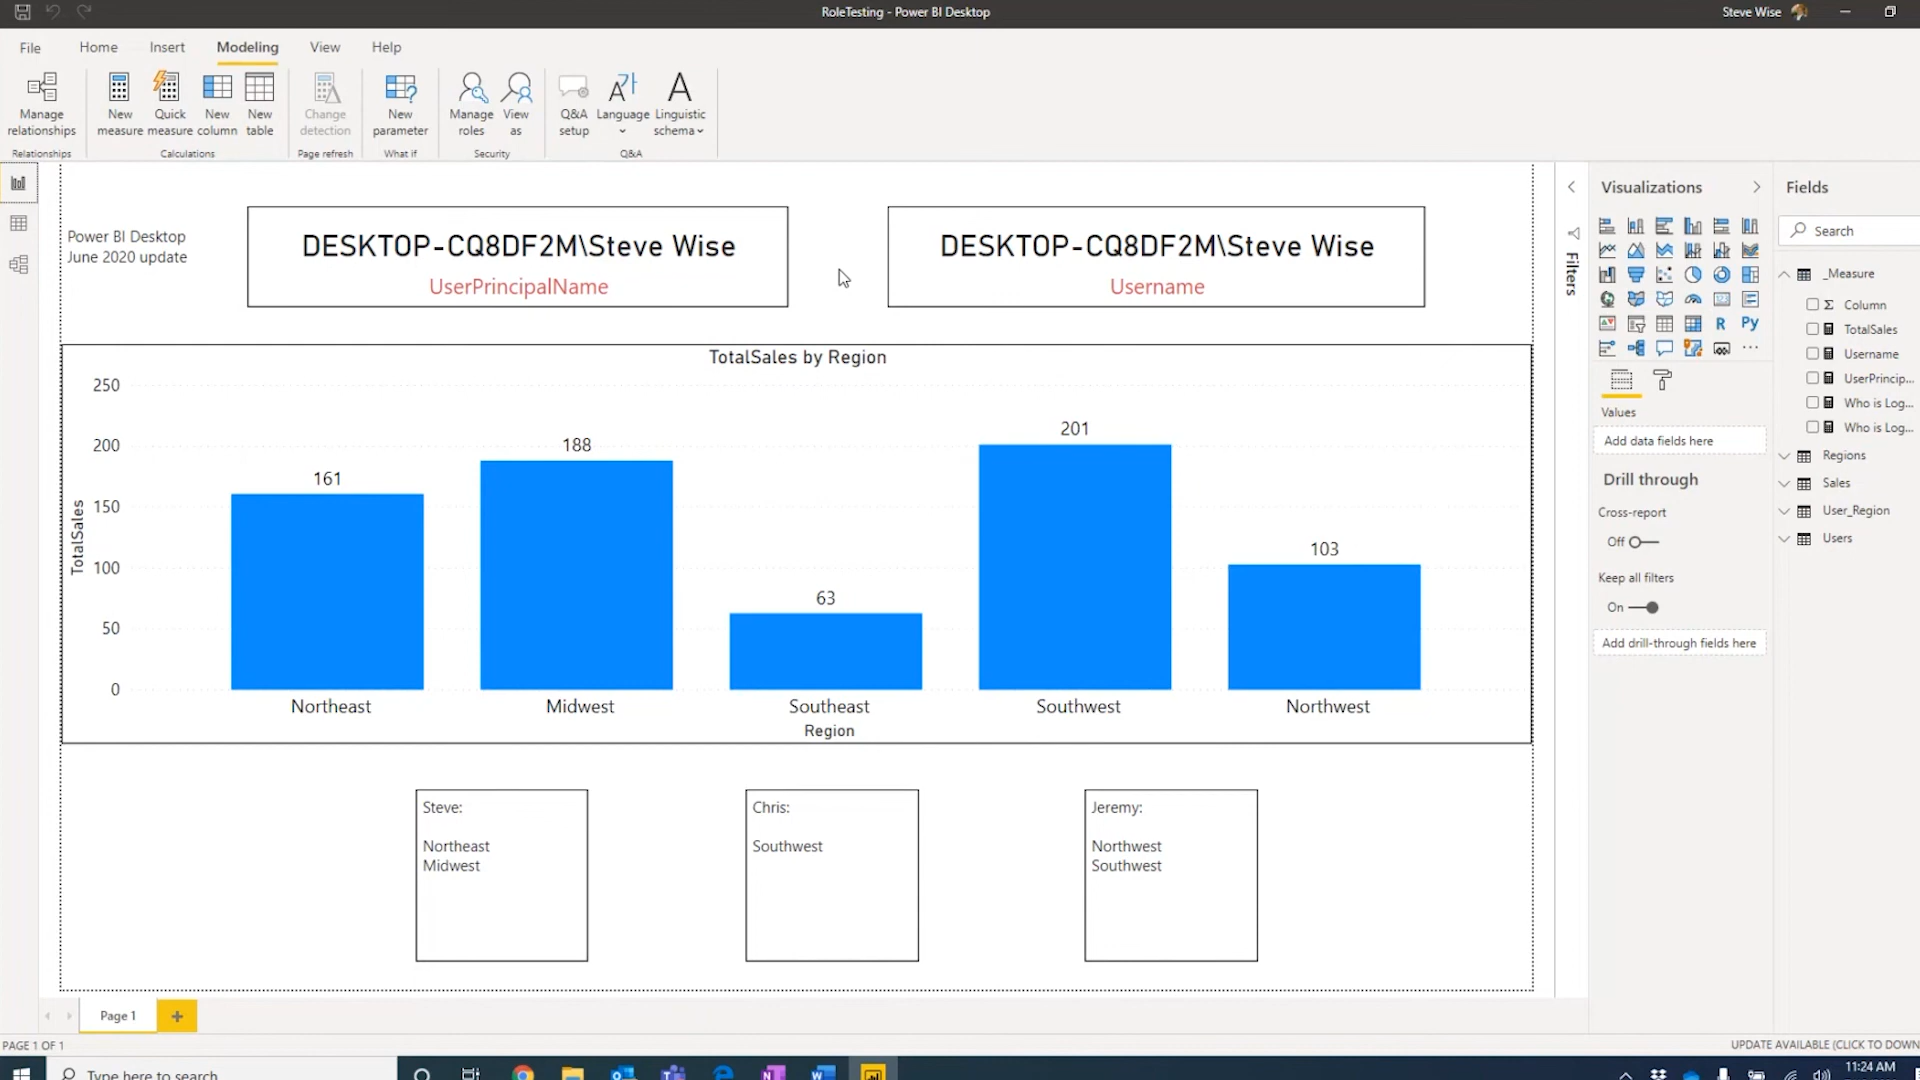 RoleTesting - Power BI Desktop
Steve Wise
File
Home
Insert
Modeling
View
Help
Manage
relationships
New
measure
Quick
measure
New
column
New
table
Change
detection
New
parameter
Manage
roles
View
as
Q&A
setup
Language
Linguistic
schema
Relationships
Calculations
Page refresh
What if
Security
Q&A
Power BI Desktop
June 2020 update
DESKTOP-CQ8DF2M\Steve Wise
UserPrincipalName
DESKTOP-CQ8DF2M\Steve Wise
Username
TotalSales by Region
TotalSales
250
200
150
100
50
0
161
188
63
201
103
Northeast
Midwest
Southeast
Southwest
Northwest
Region
Steve:
Northeast
Midwest
Chris:
Southwest
Jeremy:
Northwest
Southwest
Filters
Visualizations
R
Py
Values
Add data fields here
Drill through
Cross-report
Off
Keep all filters
On
Add drill-through fields here
Fields
Search
_Measure
Σ Column
TotalSales
Username
UserPrincip...
Who is Log...
Who is Log...
Regions
Sales
User_Region
Users
Page 1
PAGE 1 OF 1
UPDATE AVAILABLE (CLICK TO DOWN
Type here to search
11:24 AM